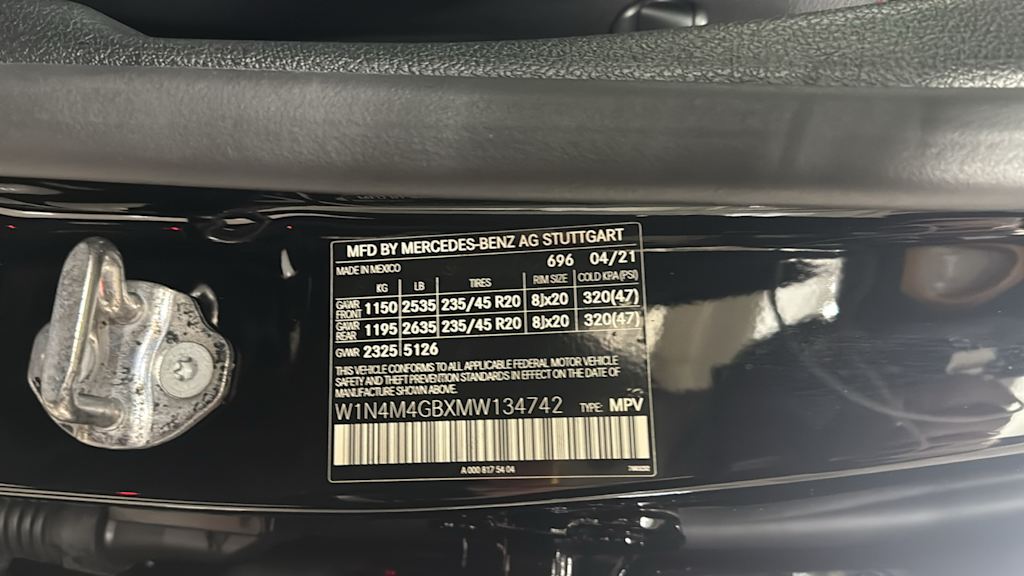 MFD BY MERCEDES-BENZ AG STUTTGART
MADE IN MEXICO 696 04/21
KG LB TIRES RIM SIZE COLD KPA (PSI)
GAWR FRONT 1150 2535 235/45 R20 8Jx20 320(47)
GAWR REAR 1195 2635 235/45 R20 8Jx20 320(47)
GVWR 2325 5126
THIS VEHICLE CONFORMS TO ALL APPLICABLE FEDERAL MOTOR VEHICLE
SAFETY AND THEFT PREVENTION STANDARDS IN EFFECT ON THE DATE OF
MANUFACTURE SHOWN ABOVE.
W1N4M4GBXMW134742 TYPE: MPV
A 000 817 54 04